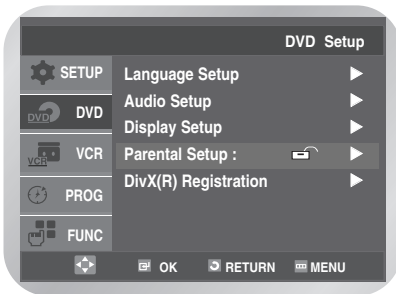 DVD Setup
SETUP
DVD
DVD
VCR
VCR
PROG
FUNC
Language Setup
Audio Setup
Display Setup
Parental Setup :
DivX(R) Registration
OK RETURN MENU